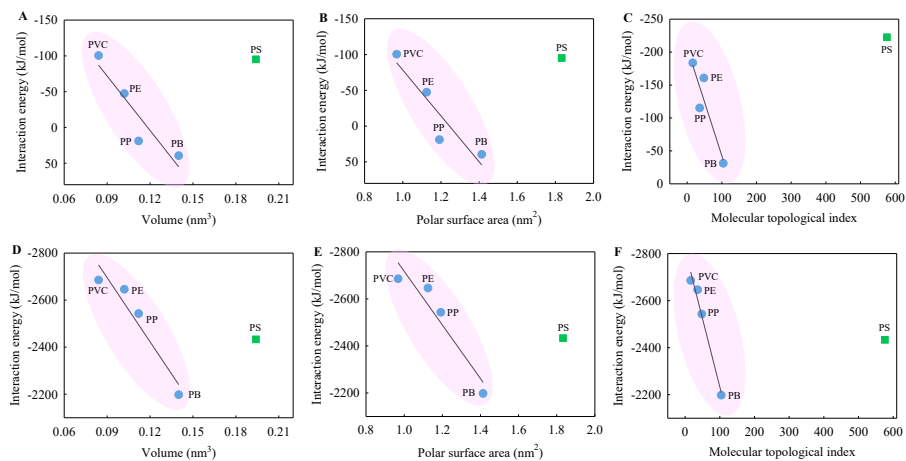 A
Interaction energy (kJ/mol)
-150
-100
-50
0
50
PVC
PE
PP
PB
PS
0.06
0.09
0.12
0.15
0.18
0.21
Volume (nm³)
B
Interaction energy (kJ/mol)
-150
-100
-50
0
50
PVC
PE
PP
PB
PS
0.8
1.0
1.2
1.4
1.6
1.8
2.0
Polar surface area (nm²)
C
Interaction energy (kJ/mol)
-250
-200
-150
-100
-50
0
PVC
PE
PP
PB
PS
0
100
200
300
400
500
600
Molecular topological index
D
Interaction energy (kJ/mol)
-2800
-2600
-2400
-2200
PVC
PE
PP
PB
PS
0.06
0.09
0.12
0.15
0.18
0.21
Volume (nm³)
E
Interaction energy (kJ/mol)
-2800
-2600
-2400
-2200
PVC
PE
PP
PB
PS
0.8
1.0
1.2
1.4
1.6
1.8
2.0
Polar surface area (nm²)
F
Interaction energy (kJ/mol)
-2800
-2600
-2400
-2200
PVC
PE
PP
PB
PS
0
100
200
300
400
500
600
Molecular topological index